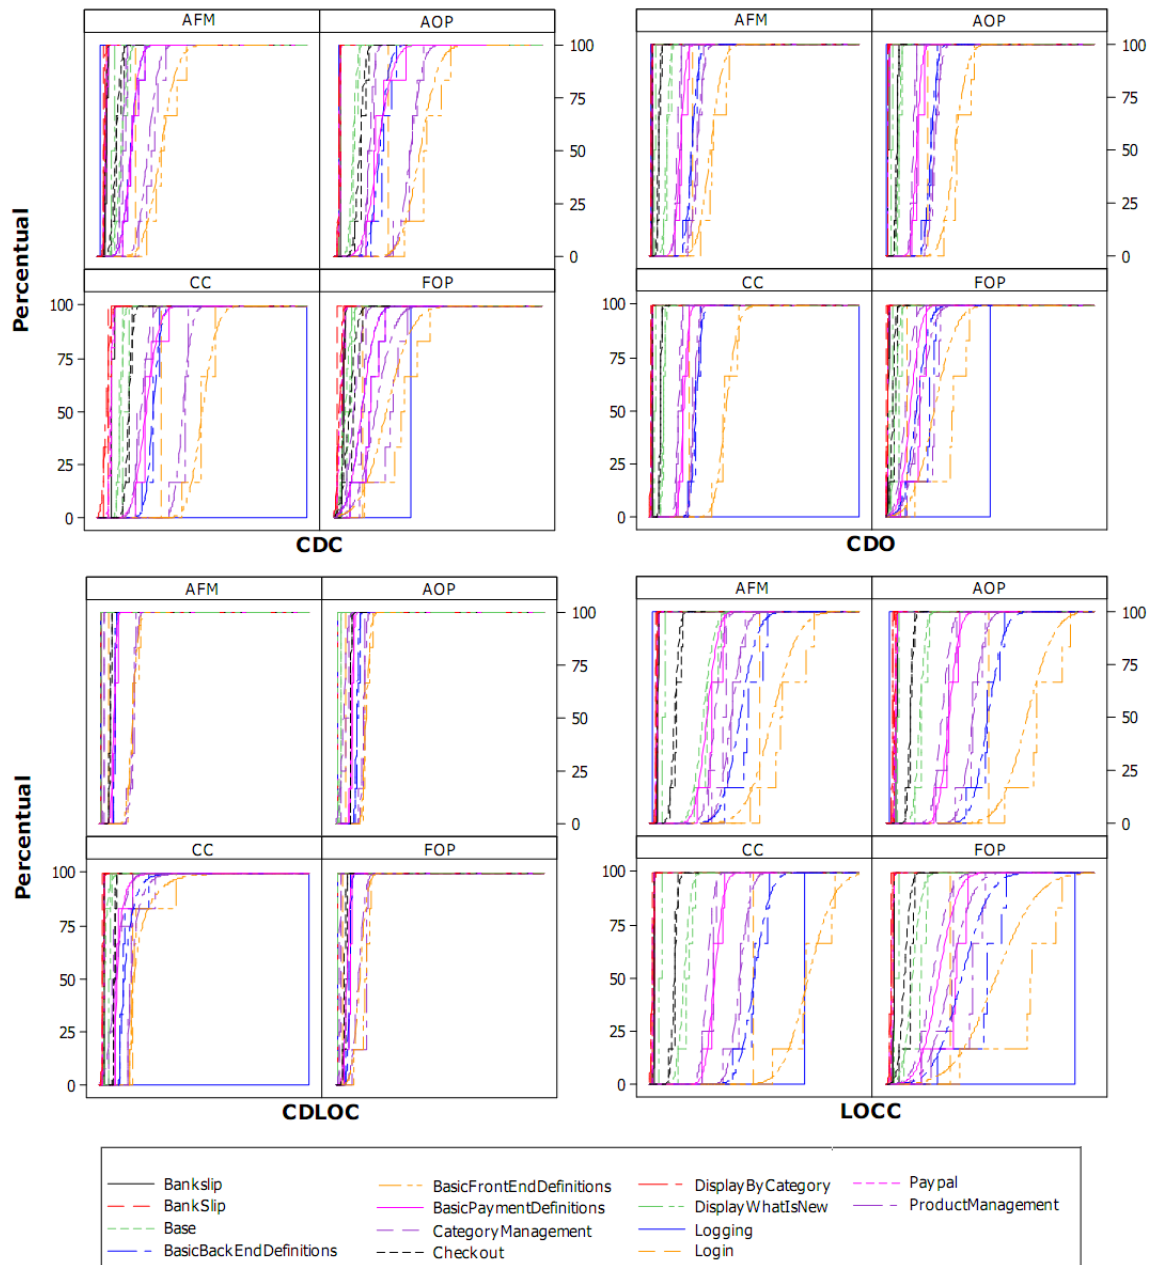 AFM AOP AFM AOP
100 100
75 75
50 50
25 25
0 0
Percentual
CC FOP CC FOP
100 100
75 75
50 50
25 25
0 0
CDC CDO
AFM AOP AFM AOP
100 100
75 75
50 50
25 25
0 0
Percentual
CC FOP CC FOP
100 100
75 75
50 50
25 25
0 0
CDLOC LOCC
Bankslip BasicFrontEndDefinitions DisplayByCategory Paypal
BankSlip BasicPaymentDefinitions DisplayWhatIsNew ProductManagement
Base CategoryManagement Logging
BasicBackEndDefinitions Checkout Login